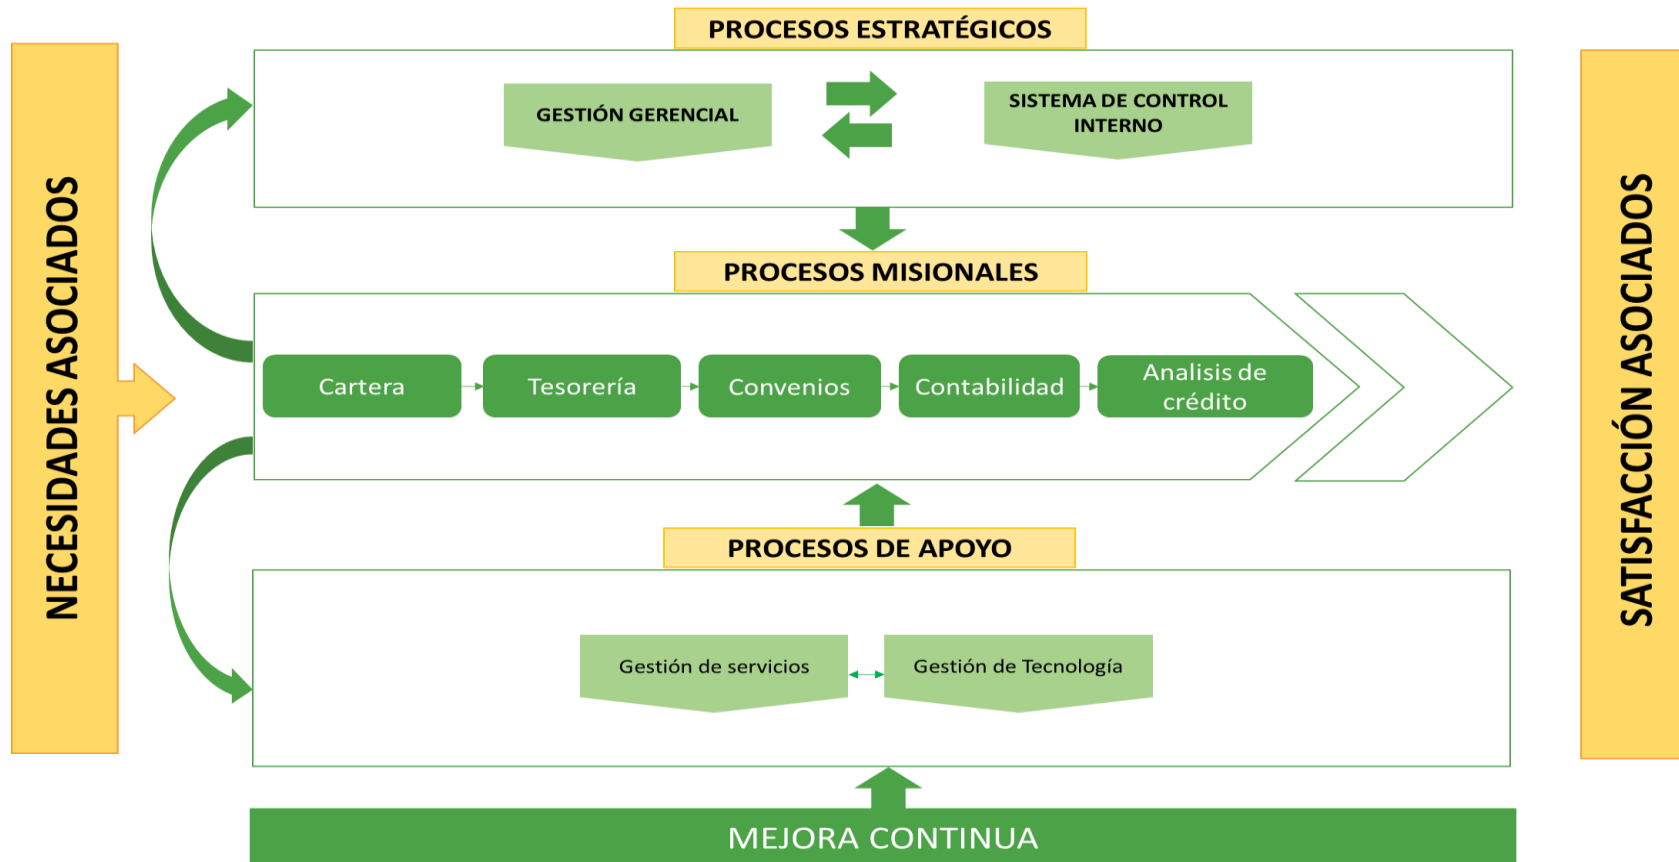 PROCESOS ESTRATÉGICOS
NECESIDADES ASOCIADOS
GESTIÓN GERENCIAL
SISTEMA DE CONTROL
INTERNO
SATISFACCIÓN ASOCIADOS
PROCESOS MISIONALES
Cartera
Tesorería
Convenios
Contabilidad
Analisis de
crédito
PROCESOS DE APOYO
Gestión de servicios
Gestión de Tecnología
MEJORA CONTINUA